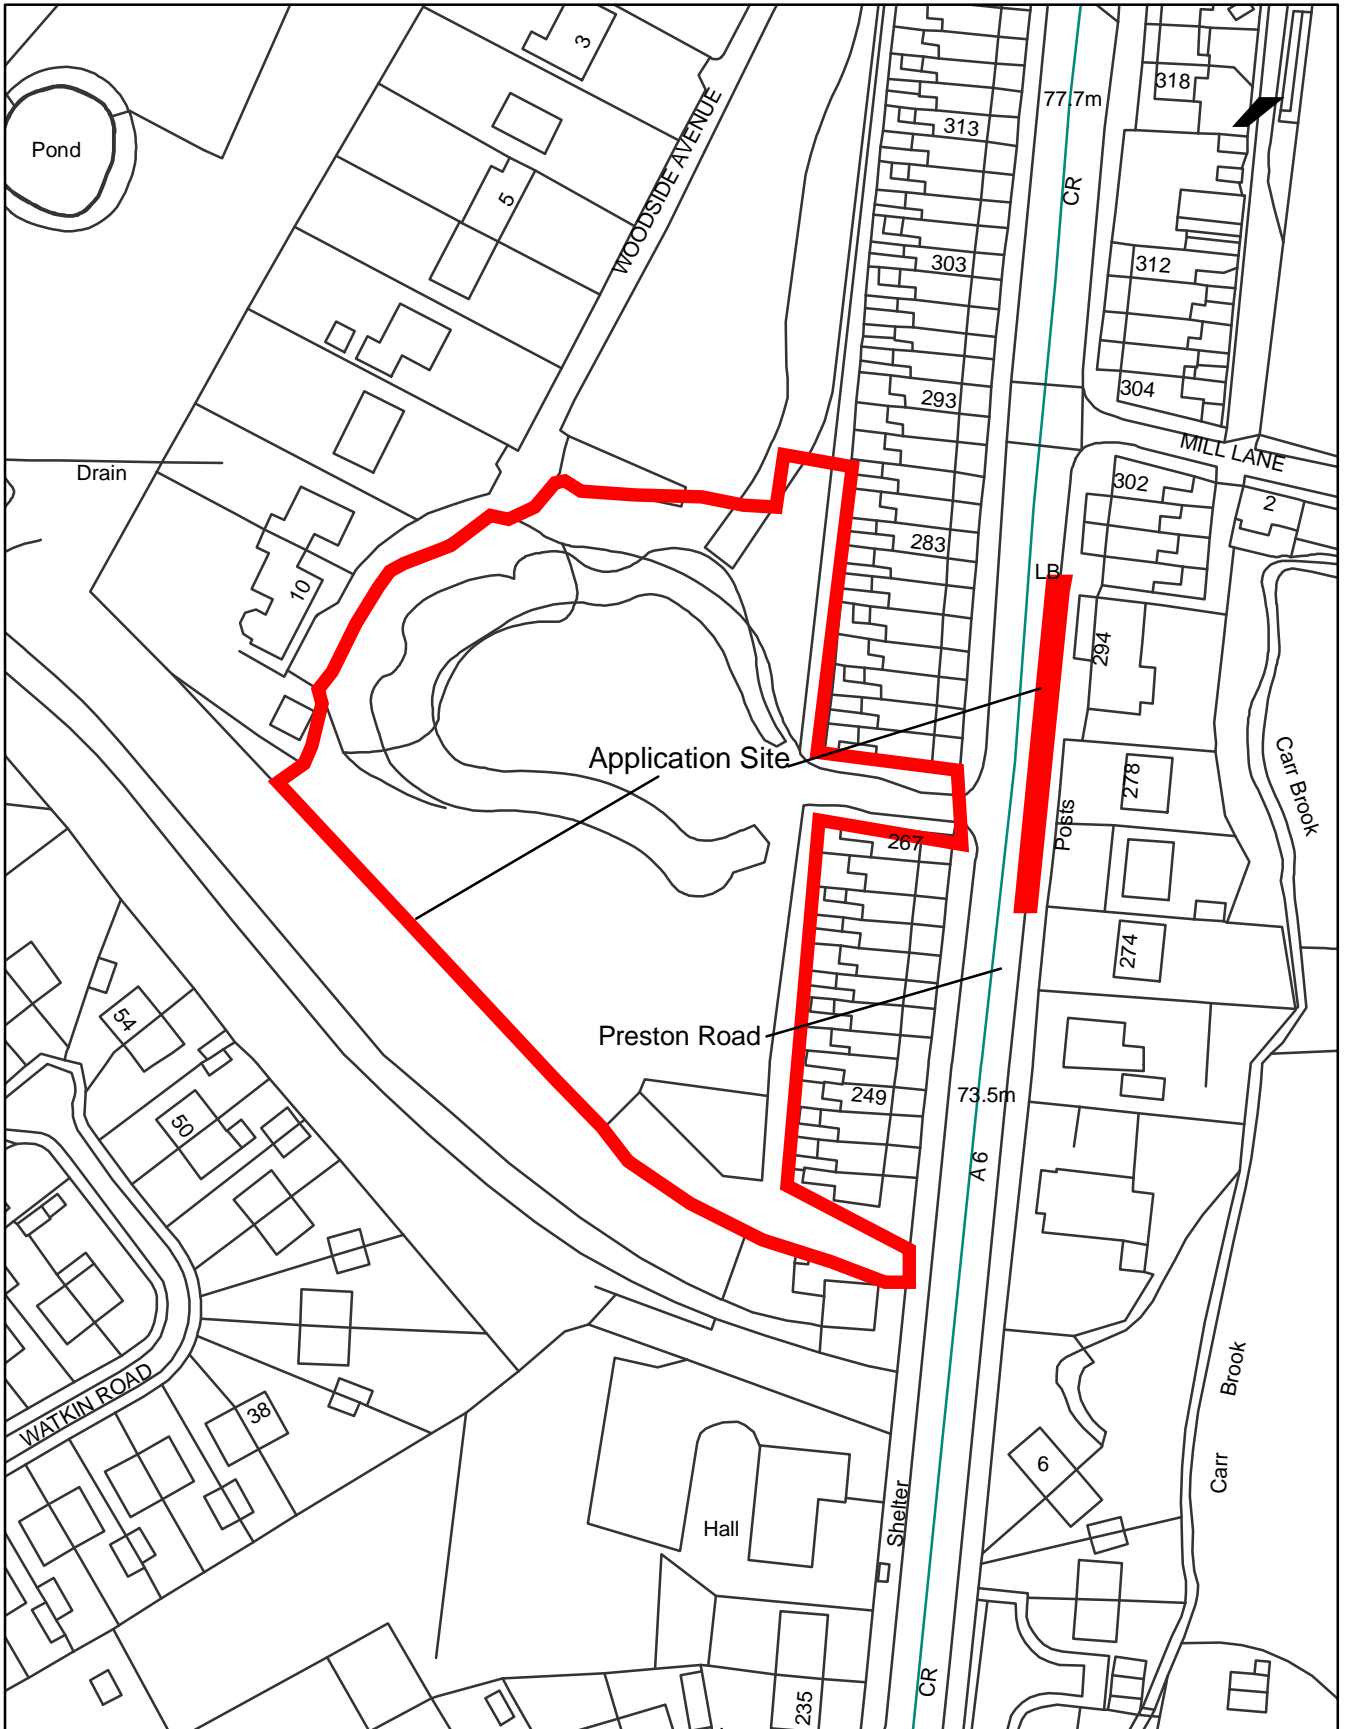 3
318
77.7m
313
Pond
WOODSIDE AVENUE
CR
5
303
312
293
304
MILL LANE
Drain
302
2
283
LB
10
294
Application Site
278
Carr Brook
Posts
267
274
54
Preston Road
249
73.5m
50
A 6
Brook
WATKIN ROAD
38
Carr
6
Shelter
Hall
CR
235